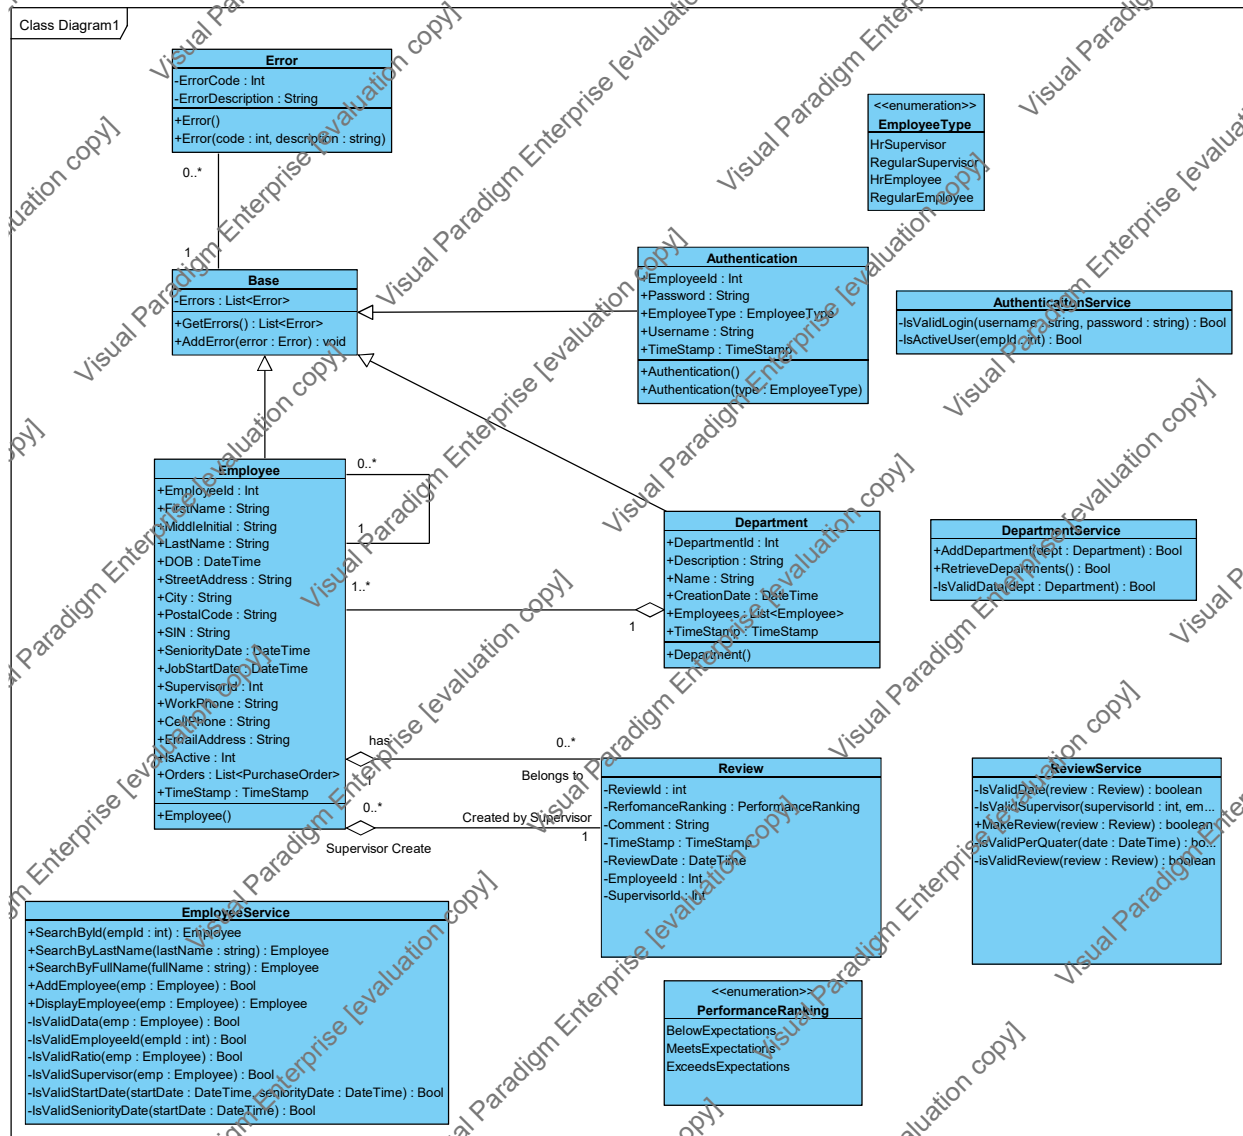 Class Diagram1
Error
-ErrorCode : Int
-ErrorDescription : String
+Error()
+Error(code : int, description : string)
0..*
1
Base
-Errors : List<Error>
+GetErrors() : List<Error>
+AddError(error : Error) : void
<<enumeration>>
EmployeeType
HrSupervisor
RegularSupervisor
HrEmployee
RegularEmployee
Authentication
+EmployeeId : Int
+Password : String
+EmployeeType : EmployeeType
+Username : String
+TimeStamp : TimeStamp
+Authentication()
+Authentication(type : EmployeeType)
AuthenticaitonService
-IsValidLogin(username : string, password : string) : Bool
-IsActiveUser(empId : int) : Bool
Employee
+EmployeeId : Int
+FirstName : String
+MiddleInitial : String
+LastName : String
+DOB : DateTime
+StreetAddress : String
+City : String
+PostalCode : String
+SIN : String
+SeniorityDate : DateTime
+JobStartDate : DateTime
+SupervisorId : Int
+WorkPhone : String
+CellPhone : String
+EmailAddress : String
+IsActive : Int
+Orders : List<PurchaseOrder>
+TimeStamp : TimeStamp
+Employee()
0..*
1
1..*
1
Department
+DepartmentId : Int
+Description : String
+Name : String
+CreationDate : DateTime
+Employees : List<Employee>
+TimeStamp : TimeStamp
+Department()
DepartmentService
+AddDepartment(dept : Department) : Bool
+RetrieveDepartments() : Bool
-IsValidData(dept : Department) : Bool
has
1
0..*
Belongs to
0..*
Created by Supervisor
1
Supervisor Create
Review
-ReviewId : int
-RerfomanceRanking : PerformanceRanking
-Comment : String
-TimeStamp : TimeStamp
-ReviewDate : DateTime
-EmployeeId : Int
-SupervisorId : Int
ReviewService
-IsValidDate(review : Review) : boolean
-IsValidSupervisor(supervisorId : int, em...
+MakeReview(review : Review) : boolean
-isValidPerQuater(date : DateTime) : bo...
-isValidReview(review : Review) : boolean
EmployeeService
+SearchById(empId : int) : Employee
+SearchByLastName(lastName : string) : Employee
+SearchByFullName(fullName : string) : Employee
+AddEmployee(emp : Employee) : Bool
+DisplayEmployee(emp : Employee) : Employee
-IsValidData(emp : Employee) : Bool
-IsValidEmployeeId(empId : int) : Bool
-IsValidRatio(emp : Employee) : Bool
-IsValidSupervisor(emp : Employee) : Bool
-IsValidStartDate(startDate : DateTime, seniorityDate : DateTime) : Bool
-IsValidSeniorityDate(startDate : DateTime) : Bool
<<enumeration>>
PerformanceRanking
BelowExpectations
MeetsExpectations
ExceedsExpectations
Visual Paradigm Enterprise [evaluation copy]